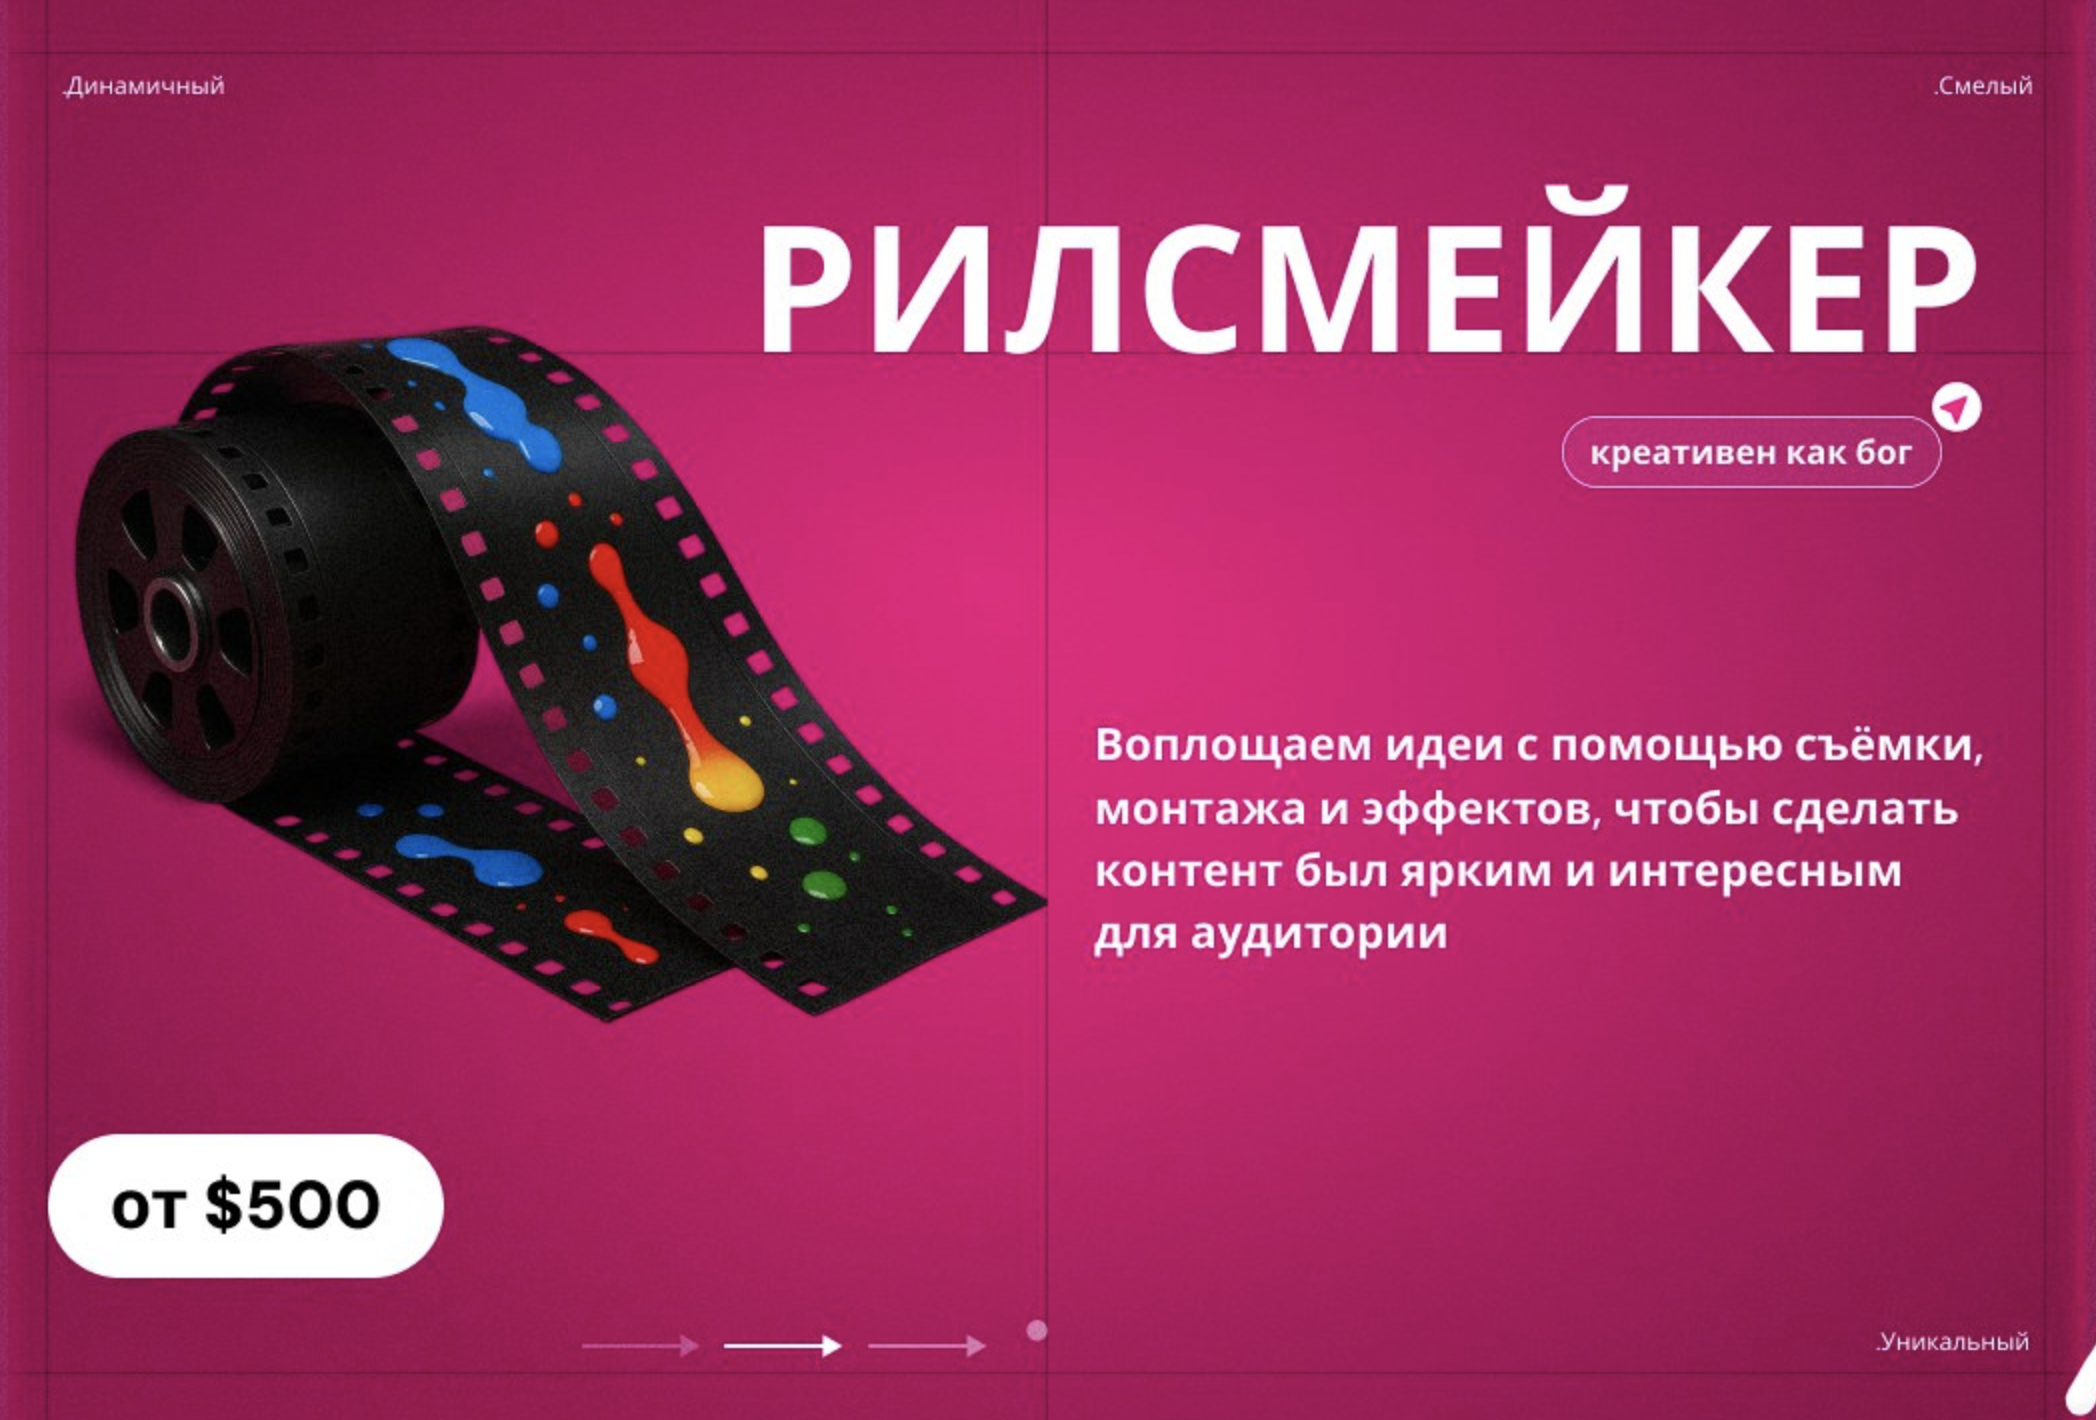 .Динамичный
.Смелый
РИЛСМЕЙКЕР
креативен как бог
Воплощаем идеи с помощью съёмки,
монтажа и эффектов, чтобы сделать
контент был ярким и интересным
для аудитории
от $500
.Уникальный